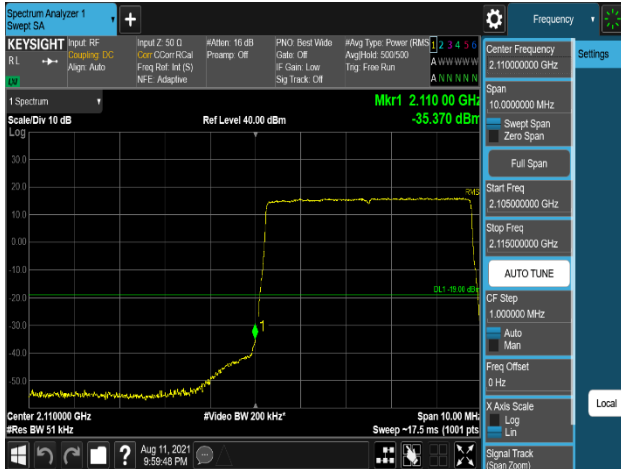 Spectrum Analyzer 1
Swept SA
+
Frequency
KEYSIGHT
RL
LU
Input: RF
Coupling: DC
Align: Auto
Input Z: 50 Ω
Corr CCorr RCal
Freq Ref: Int (S)
NFE: Adaptive
#Atten: 16 dB
Preamp: Off
PNO: Best Wide
Gate: Off
IF Gain: Low
Sig Track: Off
#Avg Type: Power (RMS
Avg|Hold: 500/500
Trig: Free Run
1 2 3 4 5 6
A W W W W W
A N N N N N
1 Spectrum
Scale/Div 10 dB
Log
Ref Level 40.00 dBm
Mkr1 2.110 00 GHz
-35.370 dBm
30.0
20.0
10.0
0.00
-10.0
-20.0
-30.0
-40.0
-50.0
RMS
DL1 -19.00 dBm
1
Center 2.110000 GHz
#Res BW 51 kHz
#Video BW 200 kHz*
Span 10.00 MHz
Sweep ~17.5 ms (1001 pts
?
Aug 11, 2021
9:59:48 PM
Center Frequency
2.110000000 GHz
Span
10.0000000 MHz
Swept Span
Zero Span
Full Span
Start Freq
2.105000000 GHz
Stop Freq
2.115000000 GHz
AUTO TUNE
CF Step
1.000000 MHz
Auto
Man
Freq Offset
0 Hz
X Axis Scale
Log
Lin
Signal Track
(Span Zoom)
Settings
Local